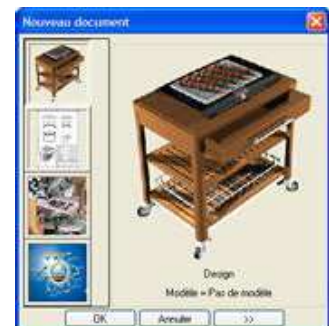 Nouveau document
Design
Modèle = Pas de modèle
OK
Annuler
>>